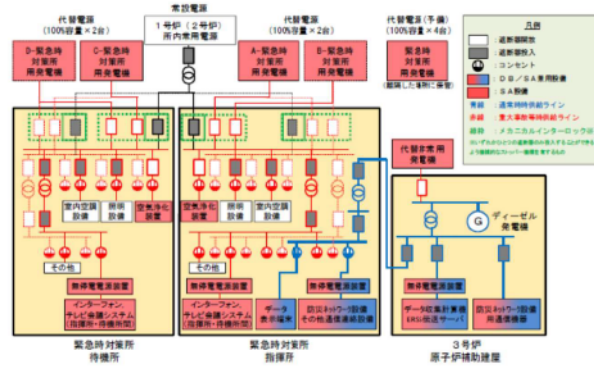 代替電源
(100%容量×2台)
常設電源
1号炉(2号炉)
所内常用電源
代替電源
(100%容量×2台)
代替電源(予備)
(100%容量×4台)
D-緊急時
対策所
用発電機
C-緊急時
対策所
用発電機
A-緊急時
対策所
用発電機
B-緊急時
対策所
用発電機
緊急時
対策所
用発電機
凡例
:遮断器開放
:遮断器投入
:コンセント
:DB/SA兼用設備
:SA設備
青線
:通常時供給ライン
赤線
:重大事故等時供給ライン
緑枠
:メカニカルインターロック
代替非常用
発電機
G
ディーゼル
発電機
室内空調
設備
照明
設備
空気浄化
装置
空気浄化
装置
照明
設備
室内空調
設備
その他
その他
無停電電源装置
無停電電源装置
無停電電源装置
インターフォン、
テレビ会議システム
(指揮所・待機所間)
インターフォン、
テレビ会議システム
(指揮所・待機所間)
データ
表示端末
防災ネットワーク設備
その他通信連絡設備
データ収集計算機
ERSS伝送サーバ
防災ネットワーク設備
用通信機器
緊急時対策所
待機所
緊急時対策所
指揮所
3号炉
原子炉補助建屋